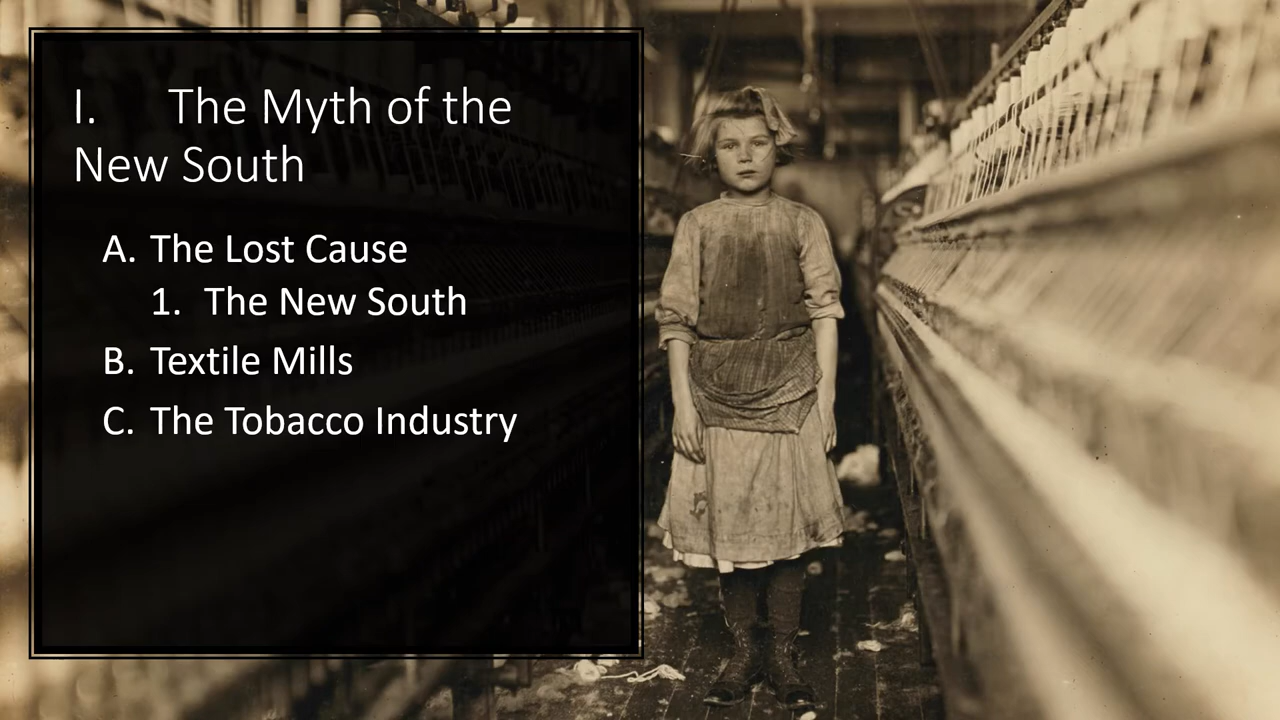 I. The Myth of the
New South
A. The Lost Cause
1. The New South
B. Textile Mills
C. The Tobacco Industry